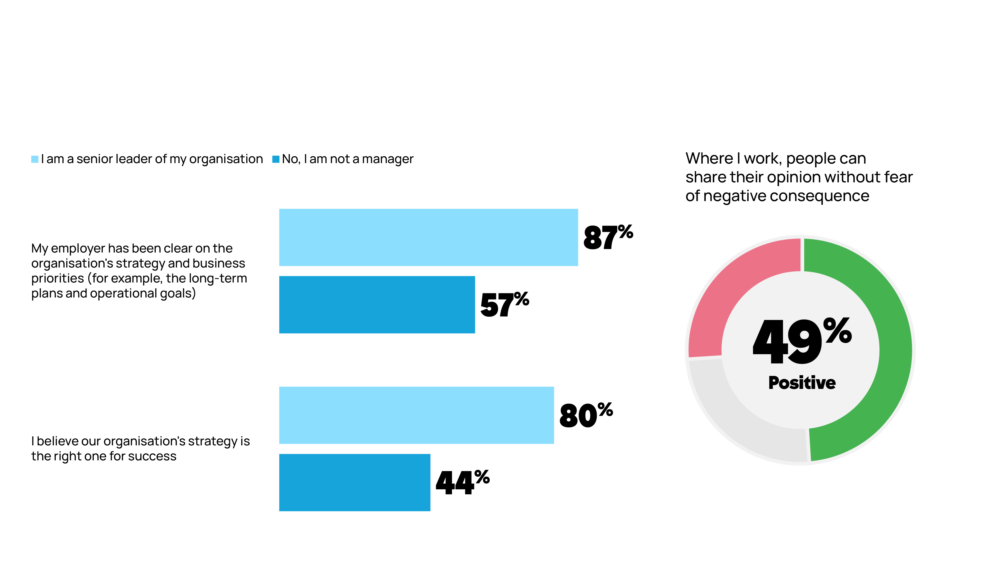 I am a senior leader of my organisation
No, I am not a manager
My employer has been clear on the
organisation's strategy and business
priorities (for example, the long-term
plans and operational goals)
87%
57%
I believe our organisation's strategy is
the right one for success
80%
44%
Where I work, people can
share their opinion without fear
of negative consequence
49%
Positive